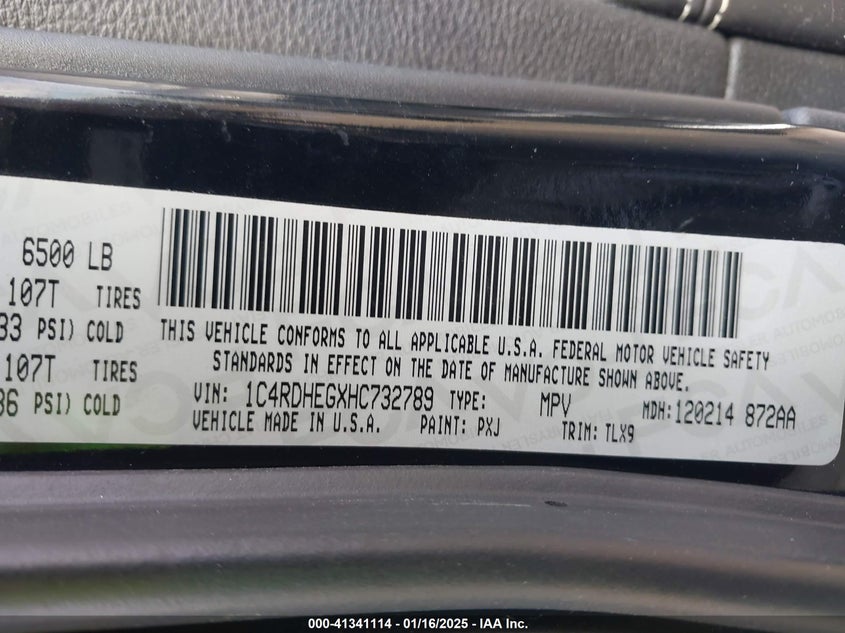 6500 LB
107T TIRES
33 PSI) COLD
107T TIRES
36 PSI) COLD
THIS VEHICLE CONFORMS TO ALL APPLICABLE U.S.A. FEDERAL MOTOR VEHICLE SAFETY
STANDARDS IN EFFECT ON THE DATE OF MANUFACTURE SHOWN ABOVE.
VIN: 1C4RDHEGXHC732789 TYPE: MPV MDH:120214 872AA
VEHICLE MADE IN U.S.A. PAINT: PXJ TRIM: TLX9
000-41341114 - 01/16/2025 - IAA Inc.